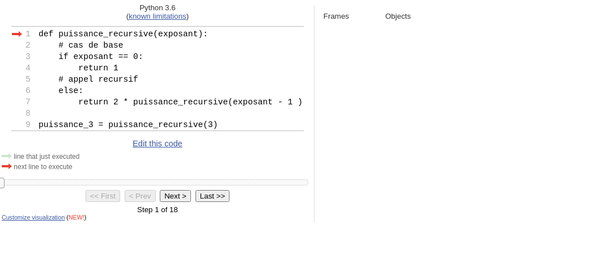 Python 3.6
(known limitations)
1 def puissance_recursive(exposant):
2 # cas de base
3 if exposant == 0:
4 return 1
5 # appel recursif
6 else:
7 return 2 * puissance_recursive(exposant - 1 )
8
9 puissance_3 = puissance_recursive(3)
Edit this code
line that just executed
next line to execute
<< First < Prev Next > Last >>
Step 1 of 18
Customize visualization (NEW!)
Frames Objects